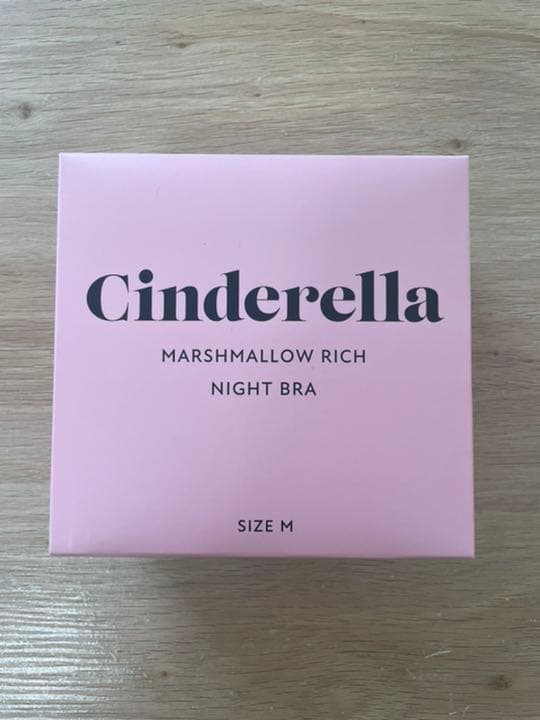 Cinderella
MARSHMALLOW RICH
NIGHT BRA
SIZE M